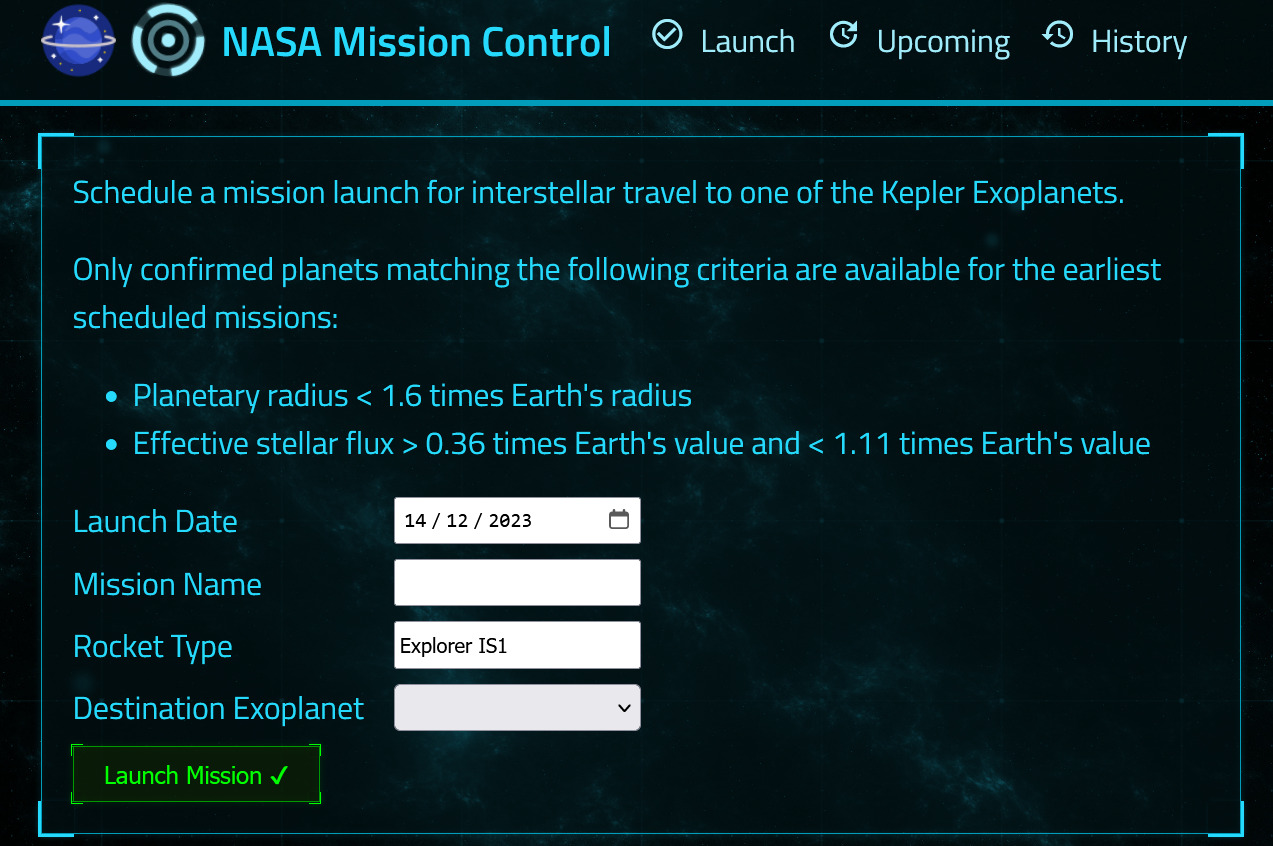 NASA Mission Control Launch Upcoming History
Schedule a mission launch for interstellar travel to one of the Kepler Exoplanets.
Only confirmed planets matching the following criteria are available for the earliest
scheduled missions:
• Planetary radius < 1.6 times Earth's radius
• Effective stellar flux > 0.36 times Earth's value and < 1.11 times Earth's value
Launch Date 14 / 12 / 2023
Mission Name
Rocket Type Explorer IS1
Destination Exoplanet
Launch Mission ✓